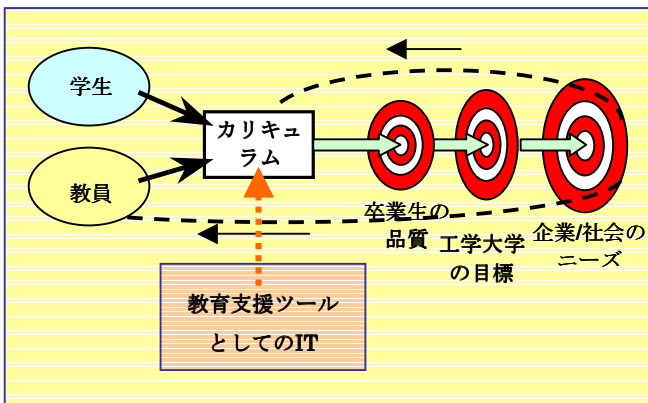 学生
カリキュ
ラム
教員
卒業生の
品質
工学大学
の目標
企業/社会の
ニーズ
教育支援ツール
としてのIT